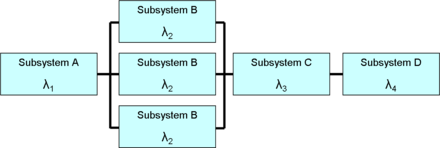 Subsystem B
λ2
Subsystem A
λ1
Subsystem B
λ2
Subsystem C
λ3
Subsystem D
λ4
Subsystem B
λ2